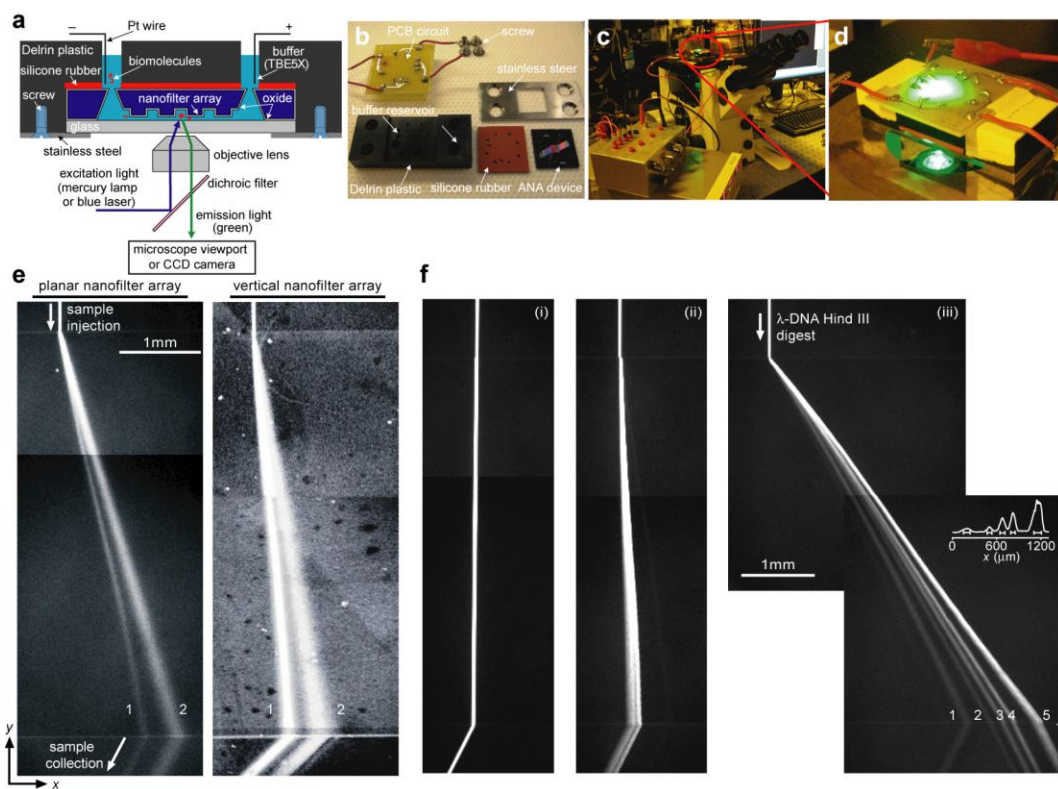 a
–
Pt wire
+
Delrin plastic
biomolecules
buffer
(TBE5X)
silicone rubber
screw
nanofilter array
oxide
glass
stainless steel
objective lens
excitation light
(mercury lamp
or blue laser)
dichroic filter
emission light
(green)
microscope viewport
or CCD camera
b
PCB circuit
screw
stainless steer
buffer reservoir
Delrin plastic
silicone rubber
ANA device
c
d
e
planar nanofilter array
vertical nanofilter array
sample
injection
1mm
1
2
1
2
sample
collection
y
x
f
(i)
(ii)
(iii)
λ-DNA Hind III
digest
1mm
0
600
1200
x (μm)
1
2
3
4
5